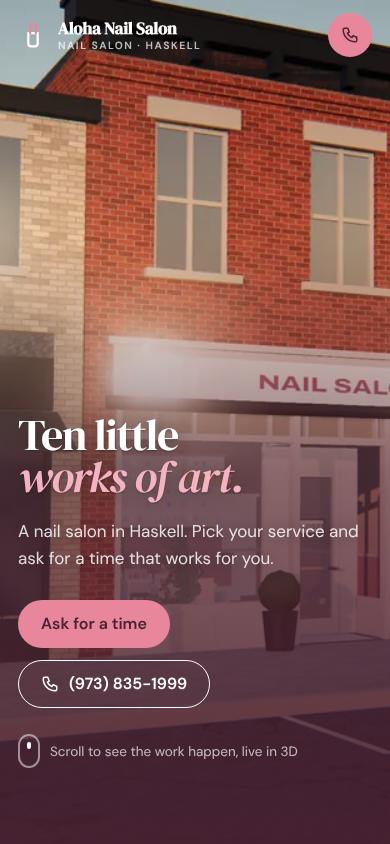 Aloha Nail Salon
NAIL SALON · HASKELL
NAIL SAL
Ten little
works of art.
A nail salon in Haskell. Pick your service and
ask for a time that works for you.
Ask for a time
(973) 835-1999
Scroll to see the work happen, live in 3D